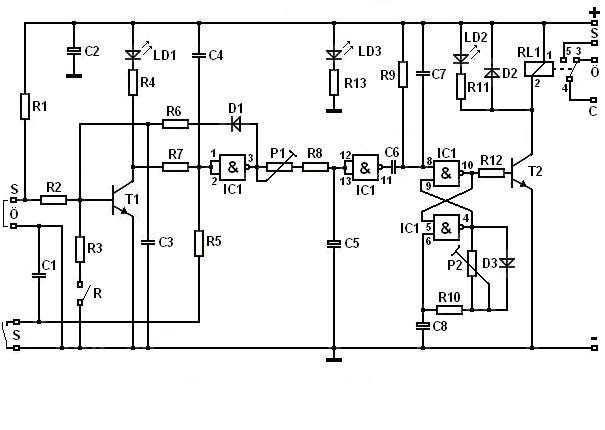 +
S
C2
LD1
C4
LD3
LD2
RL1
1
5
3
Ö
R4
R13
R9
C7
R11
D2
2
4
C
R1
R6
D1
R7
1
2
&
3
IC1
P1
R8
12
13
&
IC1
11
C6
8
IC1
&
10
9
R12
T2
S
R2
T1
Ö
IC1
5
6
&
4
R3
C3
R5
C5
P2
D3
C1
R
R10
S
C8
-